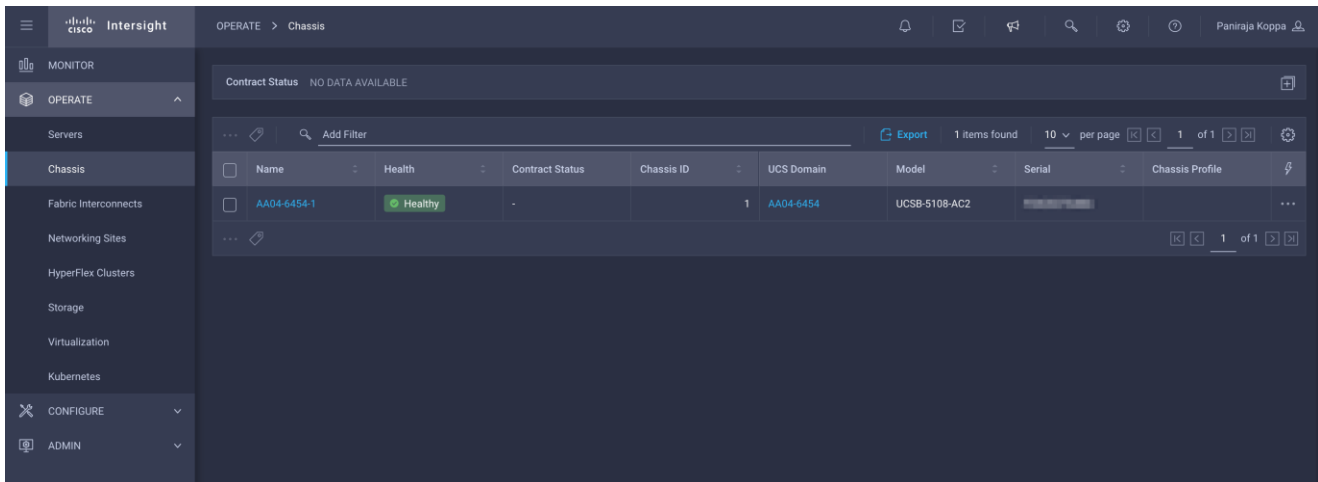 CISCO Intersight
OPERATE > Chassis
Paniraja Koppa
MONITOR
OPERATE
Servers
Chassis
Fabric Interconnects
Networking Sites
HyperFlex Clusters
Storage
Virtualization
Kubernetes
CONFIGURE
ADMIN
Contract Status NO DATA AVAILABLE
Add Filter
Export 1 items found 10 per page 1 of 1
Name Health Contract Status Chassis ID UCS Domain Model Serial Chassis Profile
AA04-6454-1 Healthy - 1 AA04-6454 UCSB-5108-AC2
1 of 1